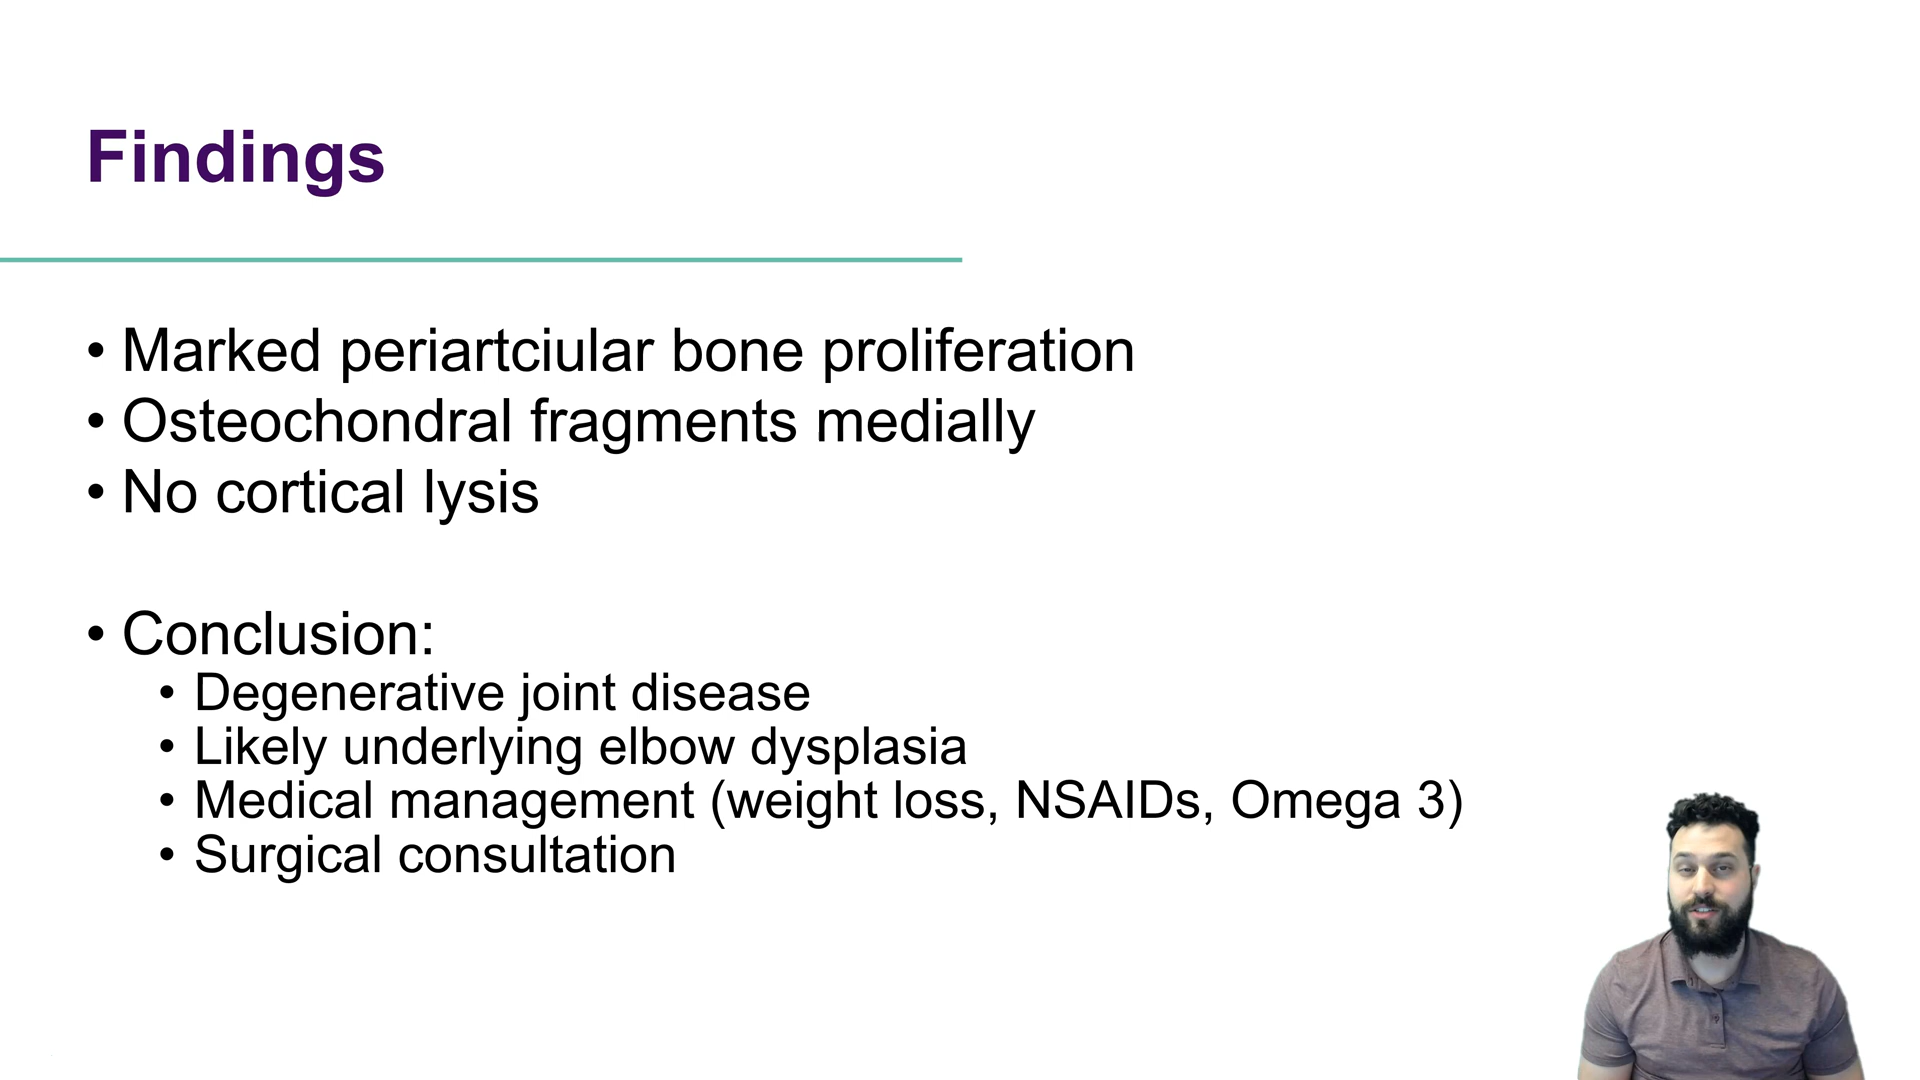 Findings
• Marked periartciular bone proliferation
• Osteochondral fragments medially
• No cortical lysis
• Conclusion:
• Degenerative joint disease
• Likely underlying elbow dysplasia
• Medical management (weight loss, NSAIDs, Omega 3)
• Surgical consultation